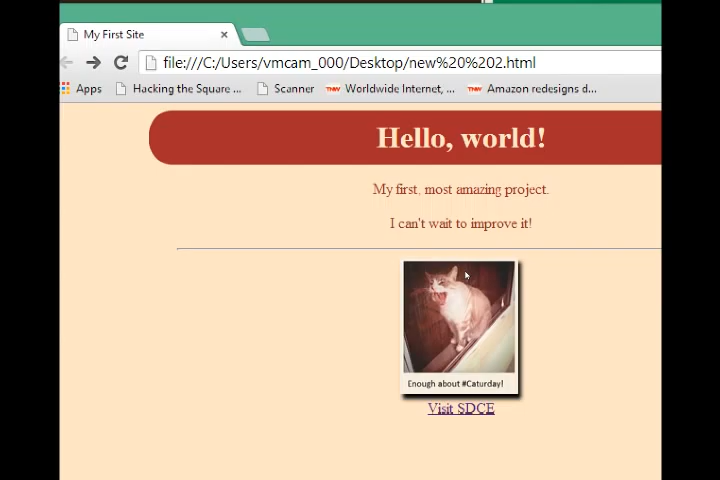 My First Site
file:///C:/Users/vmcam_000/Desktop/new%20%202.html
Apps Hacking the Square ... Scanner Worldwide Internet, ... Amazon redesigns d...
Hello, world!
My first, most amazing project.
I can't wait to improve it!
Enough about #Caturday!
Visit SDCE